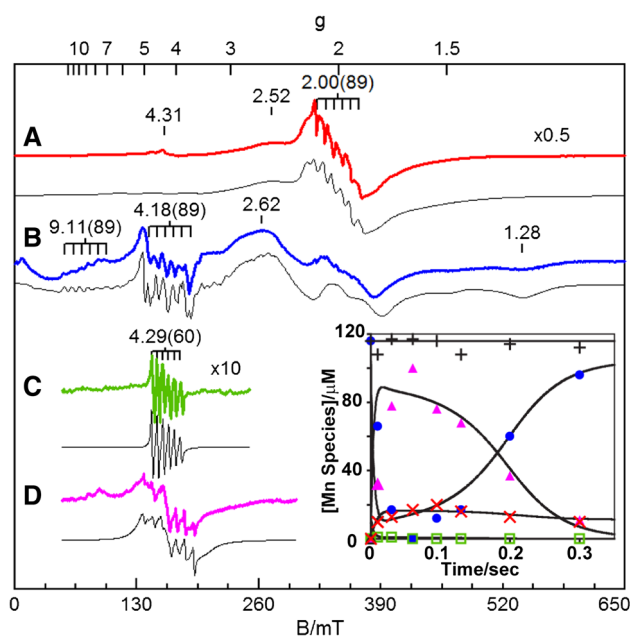 g
10 7 5 4 3 2 1.5
2.00(89)
2.52
4.31
A
x0.5
9.11(89)
4.18(89)
2.62
B
1.28
4.29(60)
C
x10
D
120
80
40
0
[Mn Species]/μM
0 0.1 0.2 0.3
Time/sec
0 130 260 390 520 650
B/mT